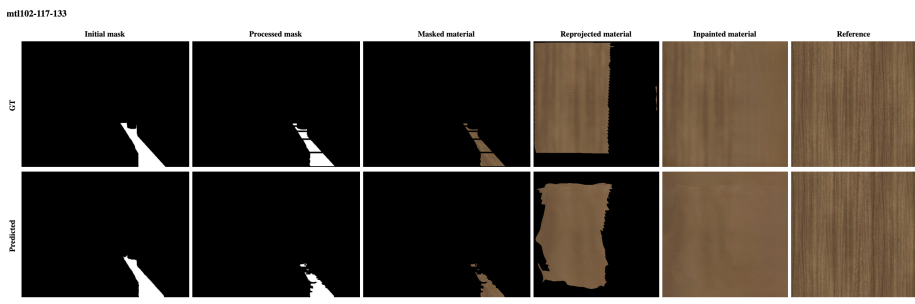 mtl102-117-133
Initial mask Processed mask Masked material Reprojected material Inpainted material Reference
GT
Predicted